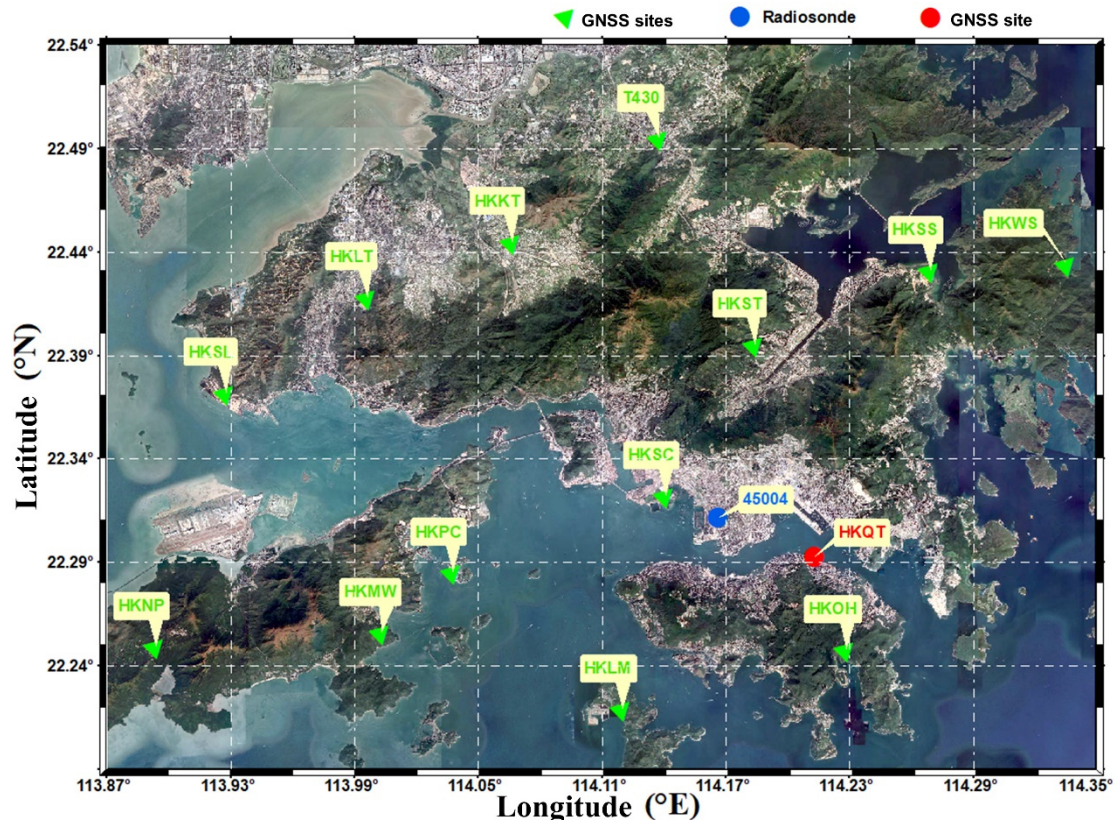 GNSS sites Radiosonde GNSS site
22.54°
T430
22.49°
HKKT
HKSS
HKWS
22.44°
HKLT
HKST
22.39°
HKSL
22.34°
HKSC
45004
HKQT
HKPC
22.29°
HKNP
HKMW
HKOH
22.24°
HKLM
113.87° 113.93° 113.99° 114.05° 114.11° 114.17° 114.23° 114.29° 114.35°
Latitude (°N)
Longitude (°E)